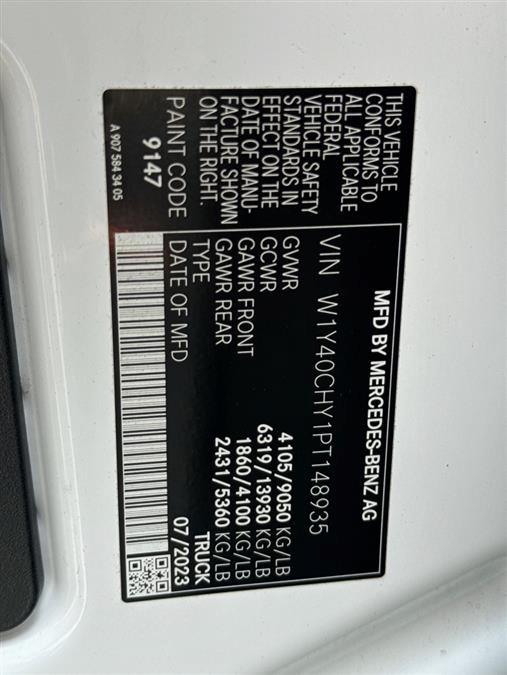 MFD BY MERCEDES-BENZ AG
THIS VEHICLE
CONFORMS TO
ALL APPLICABLE
FEDERAL
VEHICLE SAFETY
STANDARDS IN
EFFECT ON THE
DATE OF MANU-
FACTURE SHOWN
ON THE RIGHT.
PAINT CODE
9147
A 907 584 34 05
VIN W1Y40CHY1PT148935
GVWR 4105/9050 KG/LB
GCWR 6319/13930 KG/LB
GAWR FRONT 1860/4100 KG/LB
GAWR REAR 2431/5360 KG/LB
TYPE TRUCK
DATE OF MFD 07/2023